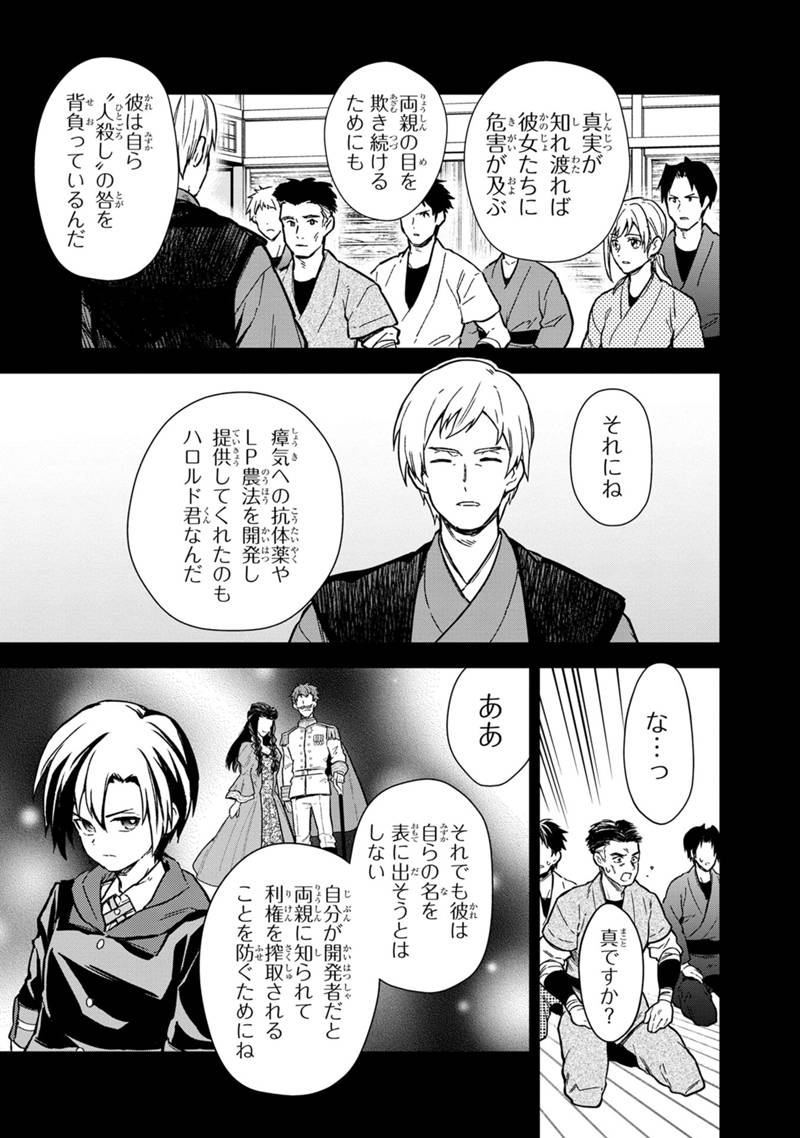 真実が
知れ渡れば
彼女たちに
危害が及ぶ
両親の目を
欺き続ける
ためにも
彼は自ら
〝人殺し〟の咎を
背負っているんだ
それにね
瘴気への抗体薬や
LP農法を開発し
提供してくれたのも
ハロルド君なんだ
な…っ
真ですか?
ああ
それでも彼は
自らの名を
表に出そうとは
しない
自分が開発者だと
両親に知られて
利権を搾取される
ことを防ぐためにね